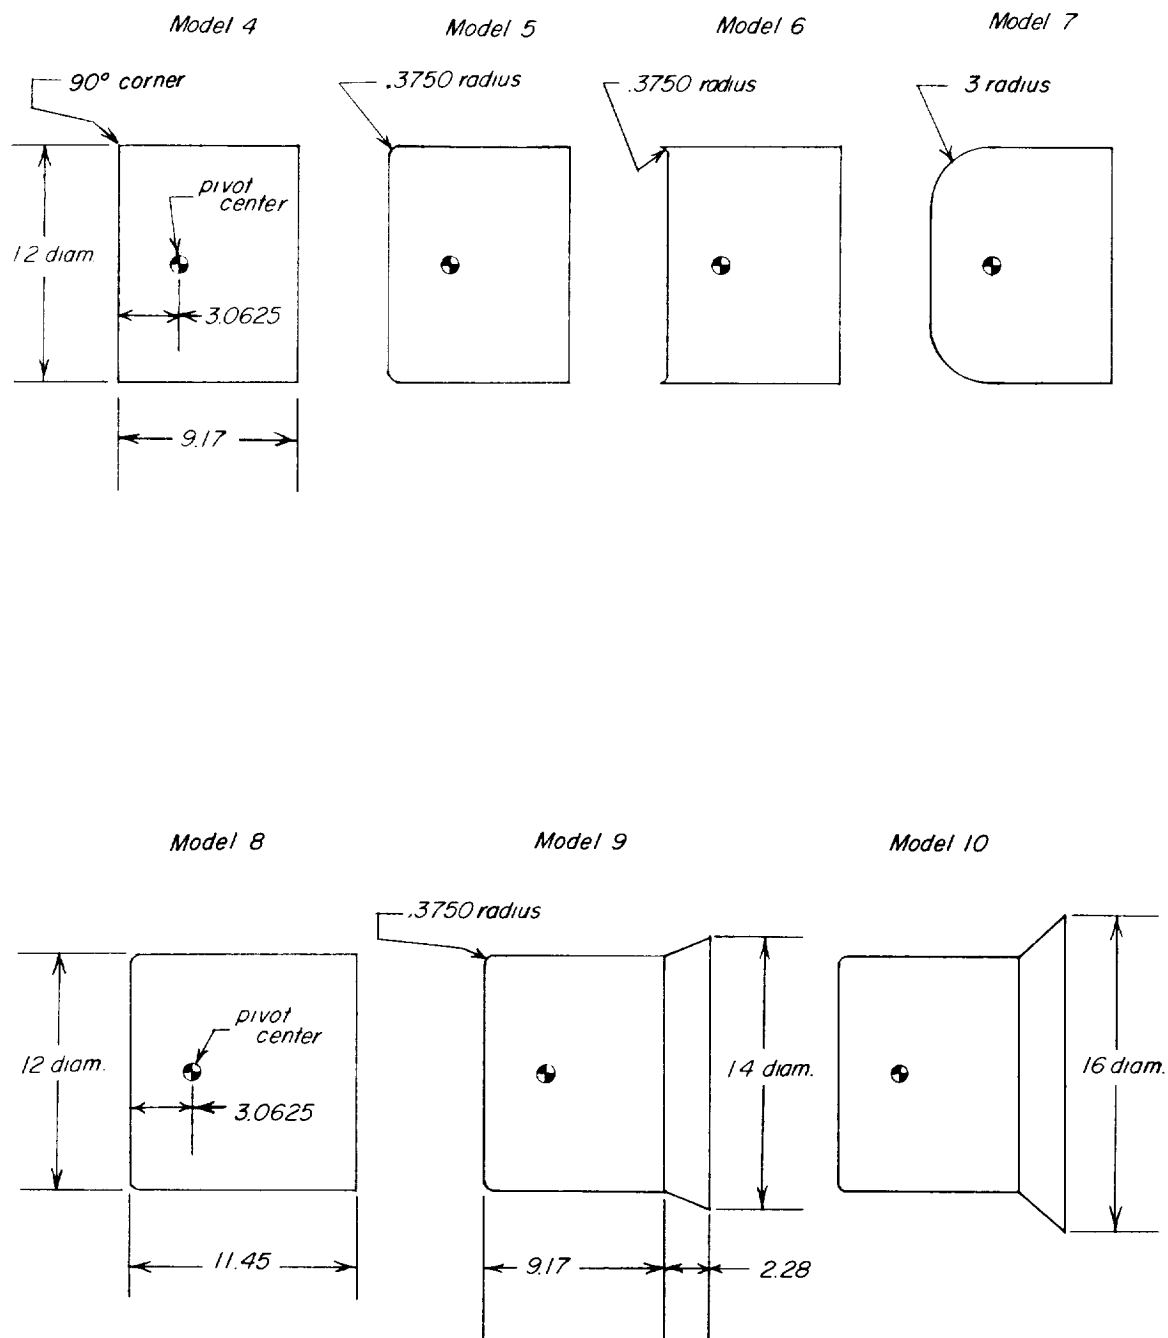 Model 4
Model 5
Model 6
Model 7
90° corner
.3750 radius
.3750 radius
3 radius
pivot
center
12 diam.
3.0625
9.17
Model 8
Model 9
Model 10
.3750 radius
pivot
center
12 diam.
14 diam.
16 diam.
3.0625
11.45
9.17
2.28